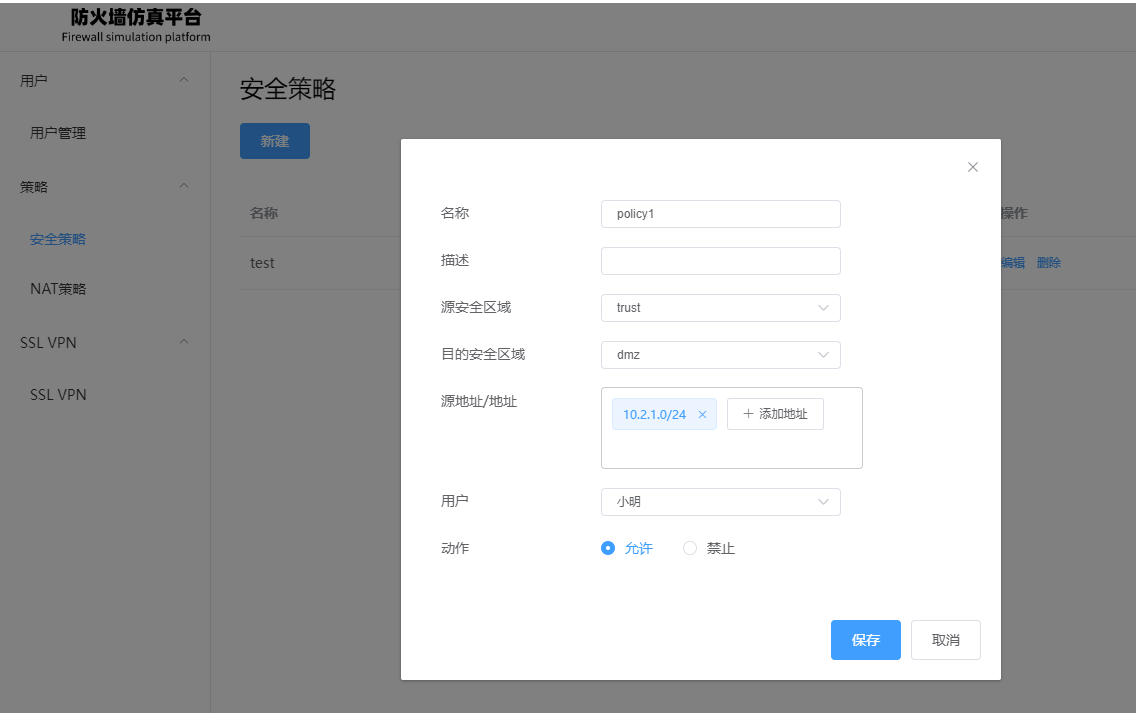 防火墙仿真平台
Firewall simulation platform
用户
用户管理
策略
安全策略
NAT策略
SSL VPN
SSL VPN
安全策略
新建
名称
操作
test
编辑 删除
名称 policy1
描述
源安全区域 trust
目的安全区域 dmz
源地址/地址 10.2.1.0/24 × + 添加地址
用户 小明
动作 允许 禁止
保存 取消